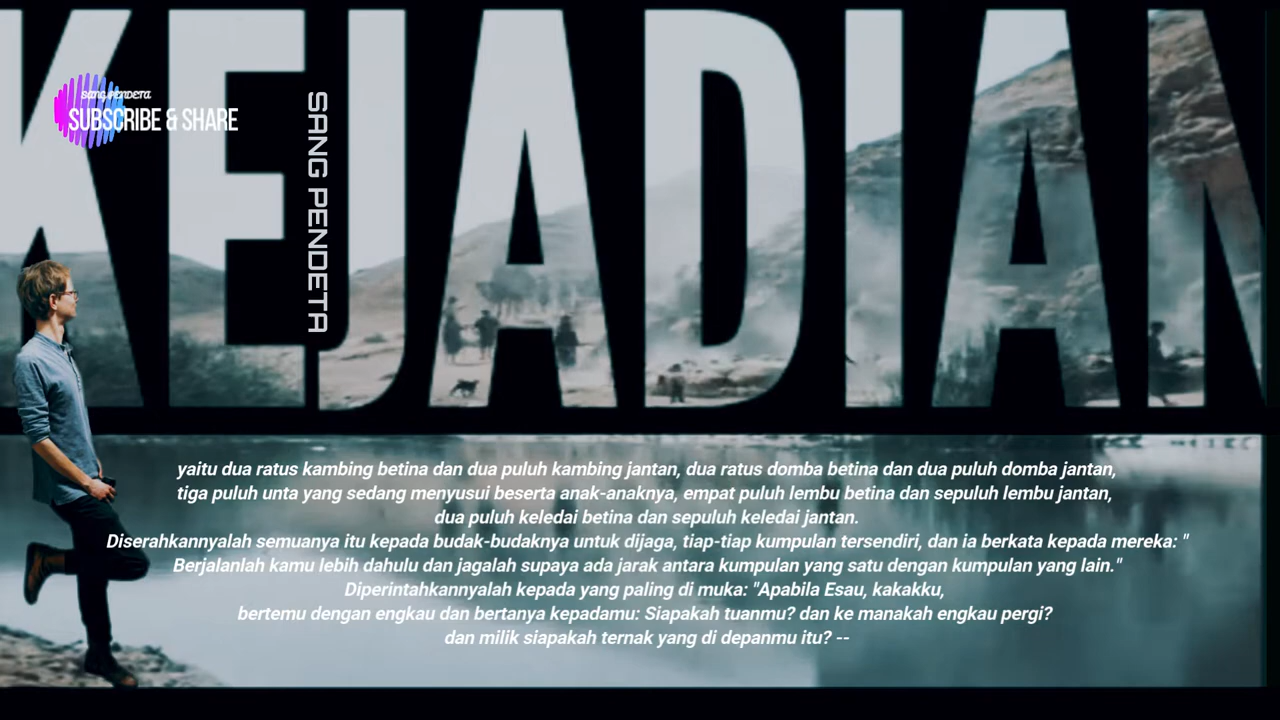 KEJADIAN
sang pendeta
SUBSCRIBE & SHARE
SANG PENDETA
yaitu dua ratus kambing betina dan dua puluh kambing jantan, dua ratus domba betina dan dua puluh domba jantan,
tiga puluh unta yang sedang menyusui beserta anak-anaknya, empat puluh lembu betina dan sepuluh lembu jantan,
dua puluh keledai betina dan sepuluh keledai jantan.
Diserahkannyalah semuanya itu kepada budak-budaknya untuk dijaga, tiap-tiap kumpulan tersendiri, dan ia berkata kepada mereka: "
Berjalanlah kamu lebih dahulu dan jagalah supaya ada jarak antara kumpulan yang satu dengan kumpulan yang lain."
Diperintahkannyalah kepada yang paling di muka: "Apabila Esau, kakakku,
bertemu dengan engkau dan bertanya kepadamu: Siapakah tuanmu? dan ke manakah engkau pergi?
dan milik siapakah ternak yang di depanmu itu? --